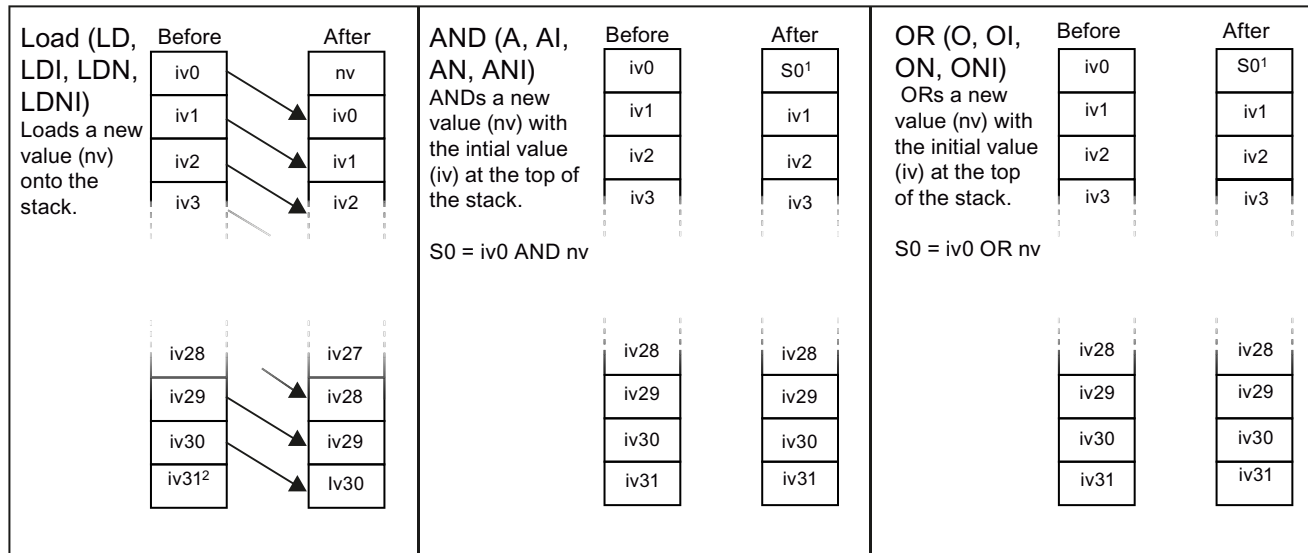 Load (LD,
LDI, LDN,
LDNI)
Loads a new
value (nv)
onto the
stack.
Before After
iv0 nv
iv1 iv0
iv2 iv1
iv3 iv2
iv28 iv27
iv29 iv28
iv30 iv29
iv31² Iv30
AND (A, AI,
AN, ANI)
ANDs a new
value (nv) with
the intial value
(iv) at the top of
the stack.
S0 = iv0 AND nv
Before After
iv0 S0¹
iv1 iv1
iv2 iv2
iv3 iv3
iv28 iv28
iv29 iv29
iv30 iv30
iv31 iv31
OR (O, OI,
ON, ONI)
ORs a new
value (nv) with
the initial value
(iv) at the top
of the stack.
S0 = iv0 OR nv
Before After
iv0 S0¹
iv1 iv1
iv2 iv2
iv3 iv3
iv28 iv28
iv29 iv29
iv30 iv30
iv31 iv31